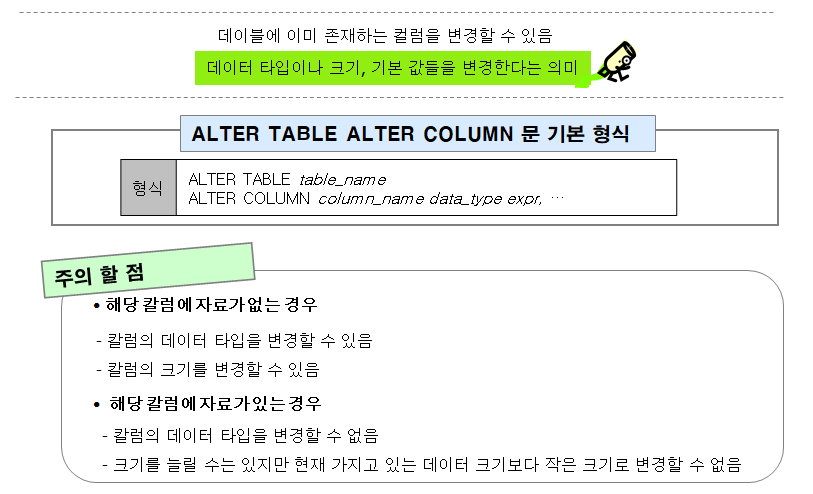 데이블에 이미 존재하는 컬럼을 변경할 수 있음
데이터 타입이나 크기, 기본 값들을 변경한다는 의미
ALTER TABLE ALTER COLUMN 문 기본 형식
형식
ALTER TABLE table_name
ALTER COLUMN column_name data_type expr, …
주의 할 점
• 해당 칼럼에 자료가 없는 경우
- 칼럼의 데이터 타입을 변경할 수 있음
- 칼럼의 크기를 변경할 수 있음
• 해당 칼럼에 자료가 있는 경우
- 칼럼의 데이터 타입을 변경할 수 없음
- 크기를 늘릴 수는 있지만 현재 가지고 있는 데이터 크기보다 작은 크기로 변경할 수 없음